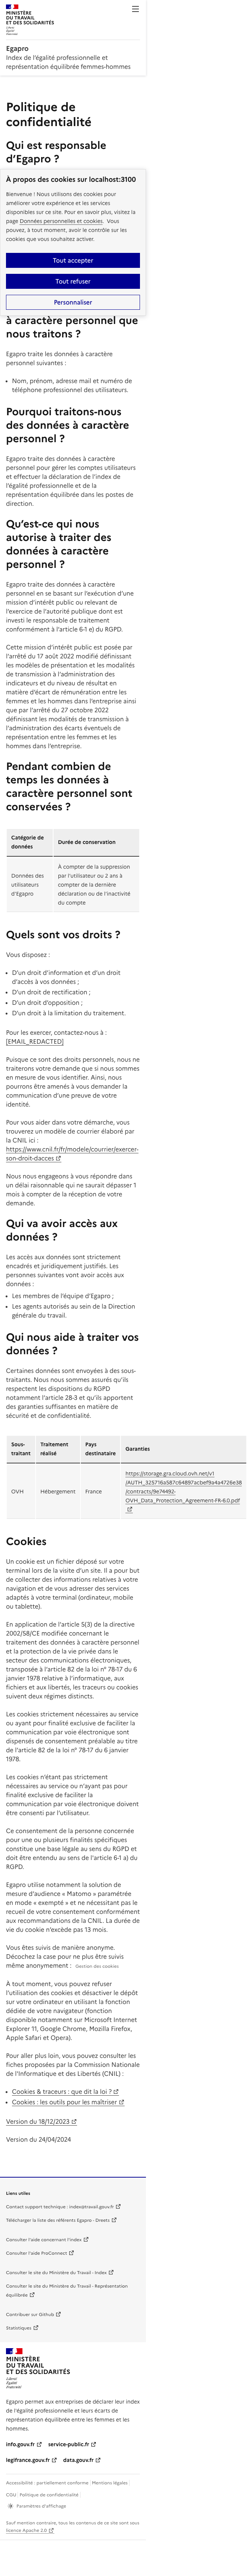 MINISTÈRE
DU TRAVAIL
ET DES SOLIDARITÉS
Liberté
Égalité
Fraternité
Egapro
Index de l'égalité professionnelle et
représentation équilibrée femmes-hommes
Politique de
confidentialité
Qui est responsable
d'Egapro ?
À propos des cookies sur localhost:3100
Bienvenue ! Nous utilisons des cookies pour
améliorer votre expérience et les services
disponibles sur ce site. Pour en savoir plus, visitez la
page Données personnelles et cookies. Vous
pouvez, à tout moment, avoir le contrôle sur les
cookies que vous souhaitez activer.
Tout accepter
Tout refuser
Personnaliser
à caractère personnel que
nous traitons ?
Egapro traite les données à caractère
personnel suivantes :
• Nom, prénom, adresse mail et numéro de
téléphone professionnel des utilisateurs.
Pourquoi traitons-nous
des données à caractère
personnel ?
Egapro traite des données à caractère
personnel pour gérer les comptes utilisateurs
et effectuer la déclaration de l'index de
l'égalité professionnelle et de la
représentation équilibrée dans les postes de
direction.
Qu'est-ce qui nous
autorise à traiter des
données à caractère
personnel ?
Egapro traite des données à caractère
personnel en se basant sur l'exécution d'une
mission d'intérêt public ou relevant de
l'exercice de l'autorité publique dont est
investi le responsable de traitement
conformément à l'article 6-1 e) du RGPD.
Cette mission d'intérêt public est posée par
l'arrêté du 17 août 2022 modifié définissant
les modèles de présentation et les modalités
de transmission à l'administration des
indicateurs et du niveau de résultat en
matière d'écart de rémunération entre les
femmes et les hommes dans l'entreprise ainsi
que par l'arrêté du 27 octobre 2022
définissant les modalités de transmission à
l'administration des écarts éventuels de
représentation entre les femmes et les
hommes dans l'entreprise.
Pendant combien de
temps les données à
caractère personnel sont
conservées ?
Catégorie de
données
Durée de conservation
Données des
utilisateurs
d'Egapro
À compter de la suppression
par l'utilisateur ou 2 ans à
compter de la dernière
déclaration ou de l'inactivité
du compte
Quels sont vos droits ?
Vous disposez :
• D'un droit d'information et d'un droit
d'accès à vos données ;
• D'un droit de rectification ;
• D'un droit d'opposition ;
• D'un droit à la limitation du traitement.
Pour les exercer, contactez-nous à :
[EMAIL_REDACTED]
Puisque ce sont des droits personnels, nous ne
traiterons votre demande que si nous sommes
en mesure de vous identifier. Ainsi, nous
pourrons être amenés à vous demander la
communication d'une preuve de votre
identité.
Pour vous aider dans votre démarche, vous
trouverez un modèle de courrier élaboré par
la CNIL ici :
https://www.cnil.fr/fr/modele/courrier/exercer-
son-droit-dacces
Nous nous engageons à vous répondre dans
un délai raisonnable qui ne saurait dépasser 1
mois à compter de la réception de votre
demande.
Qui va avoir accès aux
données ?
Les accès aux données sont strictement
encadrés et juridiquement justifiés. Les
personnes suivantes vont avoir accès aux
données :
• Les membres de l'équipe d'Egapro ;
• Les agents autorisés au sein de la Direction
générale du travail.
Qui nous aide à traiter vos
données ?
Certaines données sont envoyées à des sous-
traitants. Nous nous sommes assurés qu'ils
respectent les dispositions du RGPD
notamment l'article 28-3 et qu'ils apportent
des garanties suffisantes en matière de
sécurité et de confidentialité.
Sous-
traitant
Traitement
réalisé
Pays
destinataire
Garanties
OVH
Hébergement
France
https://storage.gra.cloud.ovh.net/v1
/AUTH_325716a587c64897acbef9a4a4726e38
/contracts/9e74492-
OVH_Data_Protection_Agreement-FR-6.0.pdf
Cookies
Un cookie est un fichier déposé sur votre
terminal lors de la visite d'un site. Il a pour but
de collecter des informations relatives à votre
navigation et de vous adresser des services
adaptés à votre terminal (ordinateur, mobile
ou tablette).
En application de l'article 5(3) de la directive
2002/58/CE modifiée concernant le
traitement des données à caractère personnel
et la protection de la vie privée dans le
secteur des communications électroniques,
transposée à l'article 82 de la loi n° 78-17 du 6
janvier 1978 relative à l'informatique, aux
fichiers et aux libertés, les traceurs ou cookies
suivent deux régimes distincts.
Les cookies strictement nécessaires au service
ou ayant pour finalité exclusive de faciliter la
communication par voie électronique sont
dispensés de consentement préalable au titre
de l'article 82 de la loi n° 78-17 du 6 janvier
1978.
Les cookies n'étant pas strictement
nécessaires au service ou n'ayant pas pour
finalité exclusive de faciliter la
communication par voie électronique doivent
être consenti par l'utilisateur.
Ce consentement de la personne concernée
pour une ou plusieurs finalités spécifiques
constitue une base légale au sens du RGPD et
doit être entendu au sens de l'article 6-1 a) du
RGPD.
Egapro utilise notamment la solution de
mesure d'audience « Matomo » paramétrée
en mode « exempté » et ne nécessitant pas le
recueil de votre consentement conformément
aux recommandations de la CNIL. La durée de
vie du cookie n'excède pas 13 mois.
Vous êtes suivis de manière anonyme.
Décochez la case pour ne plus être suivis
même anonymement : Gestion des cookies
À tout moment, vous pouvez refuser
l'utilisation des cookies et désactiver le dépôt
sur votre ordinateur en utilisant la fonction
dédiée de votre navigateur (fonction
disponible notamment sur Microsoft Internet
Explorer 11, Google Chrome, Mozilla Firefox,
Apple Safari et Opera).
Pour aller plus loin, vous pouvez consulter les
fiches proposées par la Commission Nationale
de l'Informatique et des Libertés (CNIL) :
• Cookies & traceurs : que dit la loi ?
• Cookies : les outils pour les maîtriser
Version du 18/12/2023
Version du 24/04/2024
Liens utiles
Contact support technique : index@travail.gouv.fr
Télécharger la liste des référents Egapro - Dreets
Consulter l'aide concernant l'index
Consulter l'aide ProConnect
Consulter le site du Ministère du Travail - Index
Consulter le site du Ministère du Travail - Représentation
équilibrée
Contribuer sur Github
Statistiques
MINISTÈRE
DU TRAVAIL
ET DES SOLIDARITÉS
Liberté
Égalité
Fraternité
Egapro permet aux entreprises de déclarer leur index
de l'égalité professionnelle et leurs écarts de
représentation équilibrée entre les femmes et les
hommes.
info.gouv.fr service-public.fr
legifrance.gouv.fr data.gouv.fr
Accessibilité : partiellement conforme Mentions légales
CGU Politique de confidentialité
Paramètres d'affichage
Sauf mention contraire, tous les contenus de ce site sont sous
licence Apache 2.0